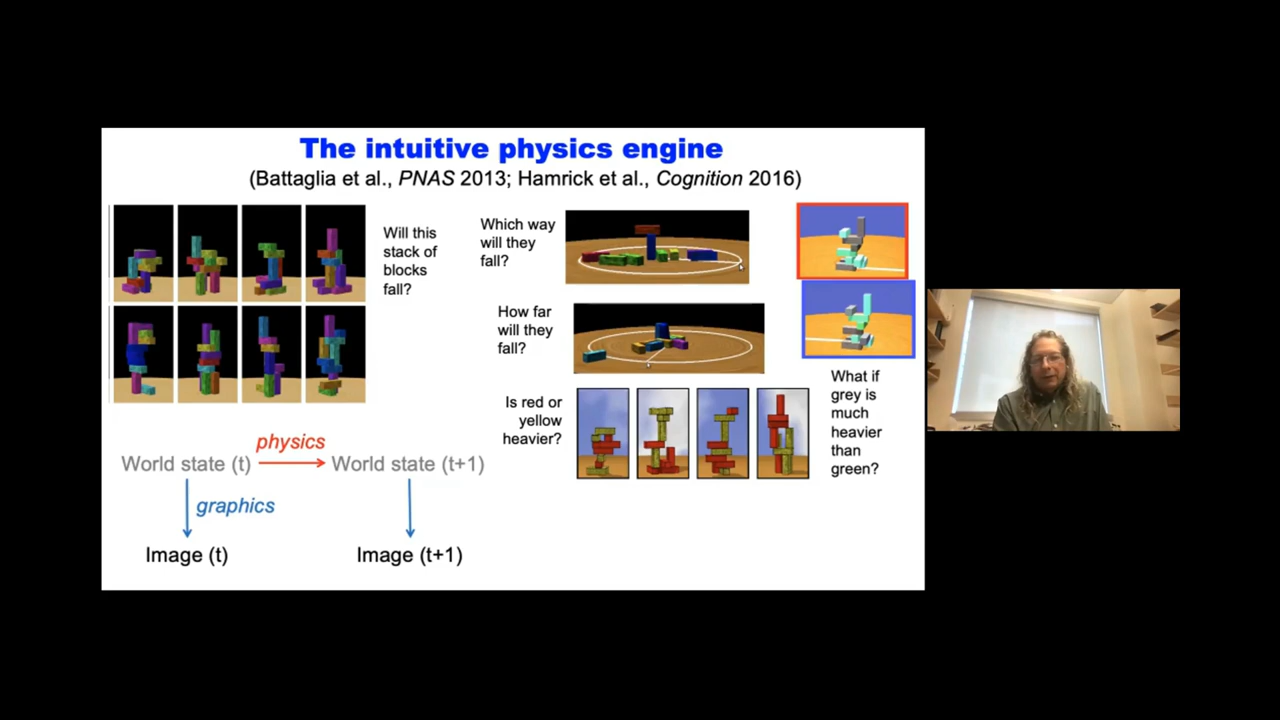 The intuitive physics engine
(Battaglia et al., PNAS 2013; Hamrick et al., Cognition 2016)
Will this
stack of
blocks
fall?
Which way
will they
fall?
How far
will they
fall?
Is red or
yellow
heavier?
What if
grey is
much
heavier
than
green?
physics
World state (t)
World state (t+1)
graphics
Image (t)
Image (t+1)